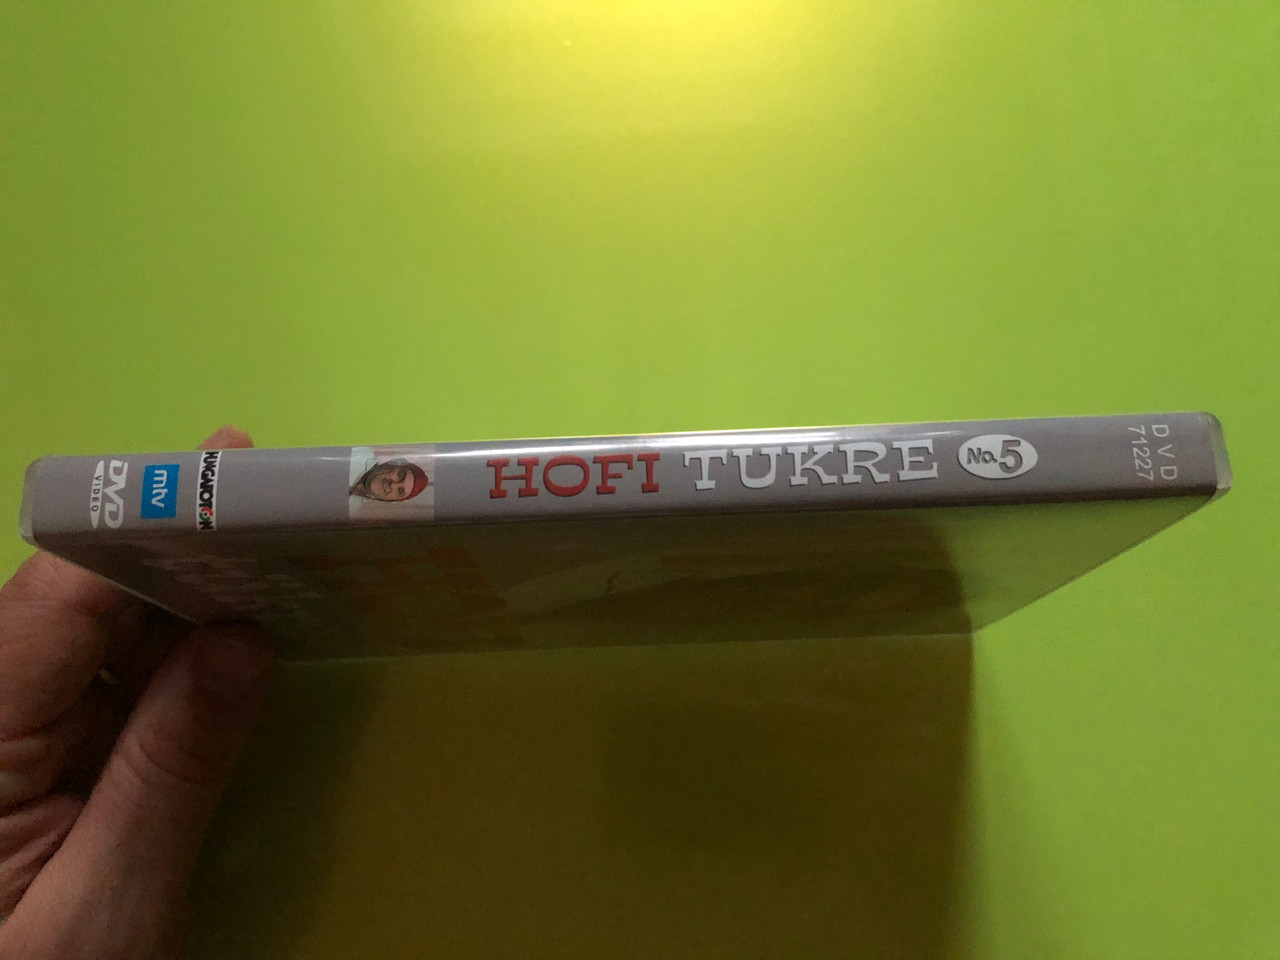 DVD
VIDEO
mtv
HUNGAROTON
HOFI TUKRE No.5
DVD
71227